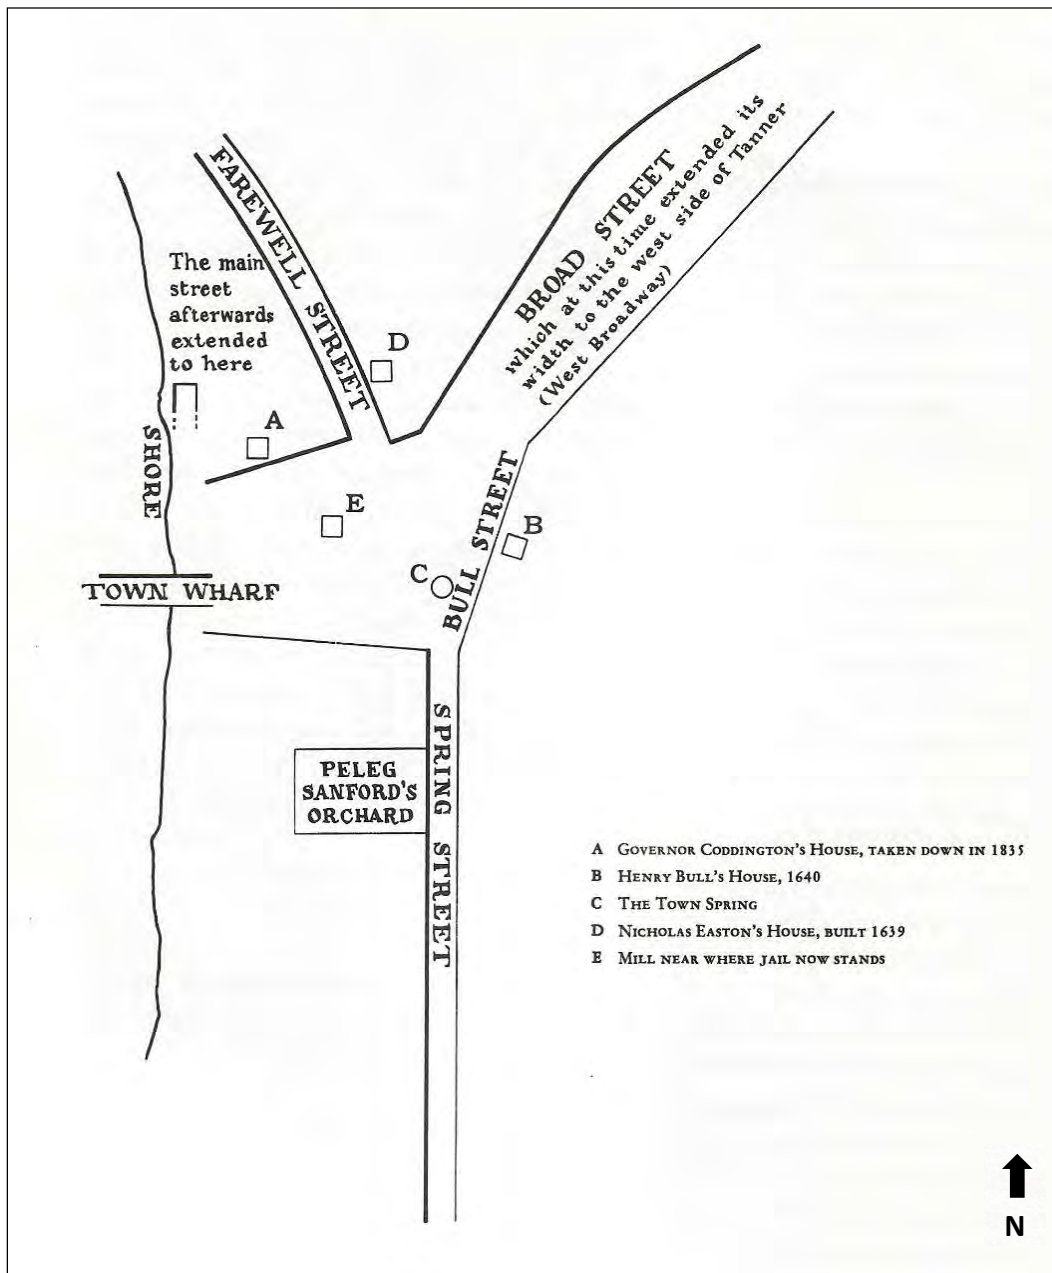 FAREWELL STREET
BROAD STREET
which at this time extended its
width to the west side of Tanner
(West Broadway)
The main
street
afterwards
extended
to here
D
A
SHORE
E
B
BULL STREET
C
TOWN WHARF
SPRING STREET
PELEG
SANFORD'S
ORCHARD
A GOVERNOR CODDINGTON'S HOUSE, TAKEN DOWN IN 1835
B HENRY BULL'S HOUSE, 1640
C THE TOWN SPRING
D NICHOLAS EASTON'S HOUSE, BUILT 1639
E MILL NEAR WHERE JAIL NOW STANDS
N